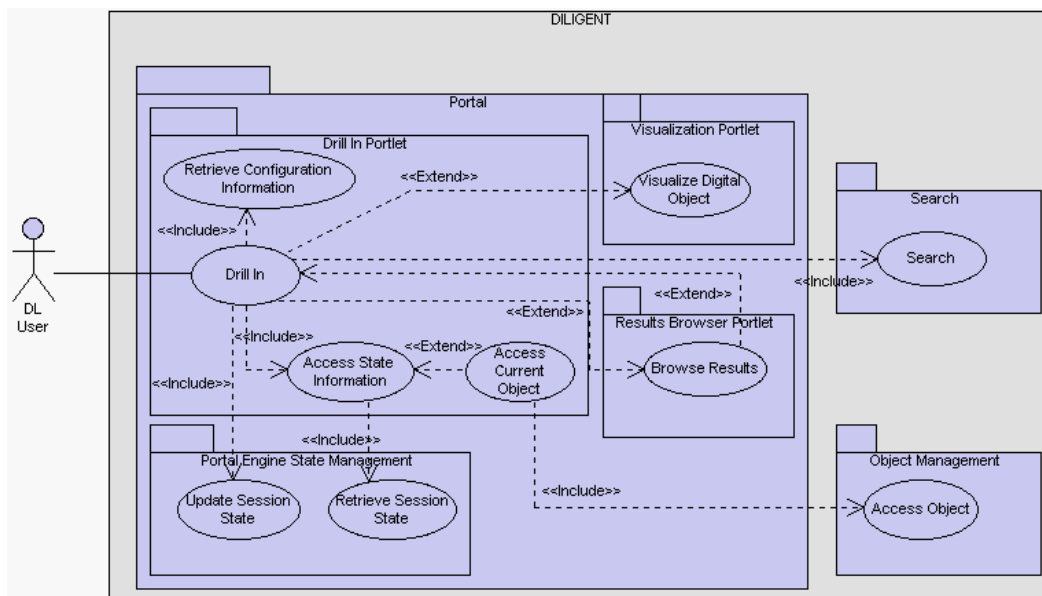 DILIGENT
Portal
Drill In Portlet
Visualization Portlet
Retrieve Configuration
Information
<<Extend>>
Visualize Digital
Object
Search
<<Include>>
Drill In
Search
<<Include>>
DL
User
<<Extend>>
<<Extend>>
Results Browser Portlet
<<Include>>
Access State
Information
<<Extend>>
Access
Current
Object
Browse Results
<<Include>>
<<Include>>
Portal Engine State Management
Object Management
Update Session
State
Retrieve Session
State
<<Include>>
Access Object